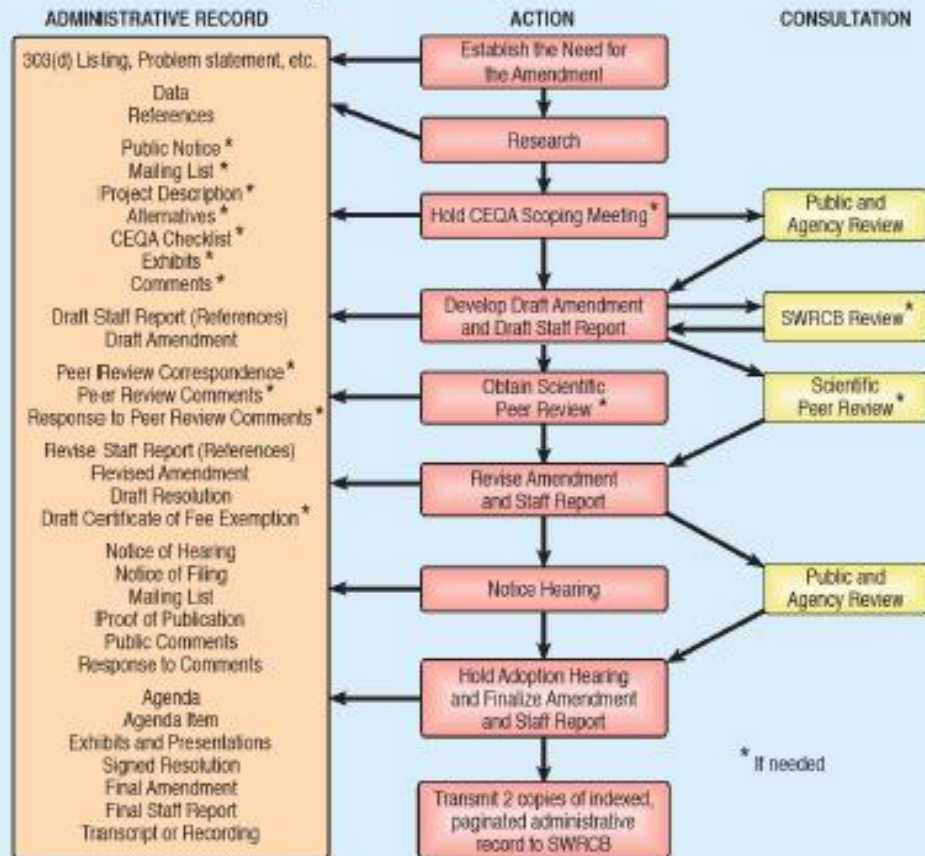 ADMINISTRATIVE RECORD
303(d) Listing, Problem statement, etc.
Data
References
Public Notice *
Mailing List *
Project Description *
Alternatives *
CEQA Checklist *
Exhibits *
Comments *
Draft Staff Report (References)
Draft Amendment
Peer Review Correspondence *
Peer Review Comments *
Response to Peer Review Comments *
Revise Staff Report (References)
Revised Amendment
Draft Resolution
Draft Certificate of Fee Exemption *
Notice of Hearing
Notice of Filing
Mailing List
Proof of Publication
Public Comments
Response to Comments
Agenda
Agenda Item
Exhibits and Presentations
Signed Resolution
Final Amendment
Final Staff Report
Transcript or Recording
ACTION
Establish the Need for
the Amendment
Research
Hold CEQA Scoping Meeting *
Develop Draft Amendment
and Draft Staff Report
Obtain Scientific
Peer Review *
Revise Amendment
and Staff Report
Notice Hearing
Hold Adoption Hearing
and Finalize Amendment
and Staff Report
Transmit 2 copies of indexed,
paginated administrative
record to SWRCB
CONSULTATION
Public and
Agency Review
SWRCB Review *
Scientific
Peer Review *
Public and
Agency Review
* If needed